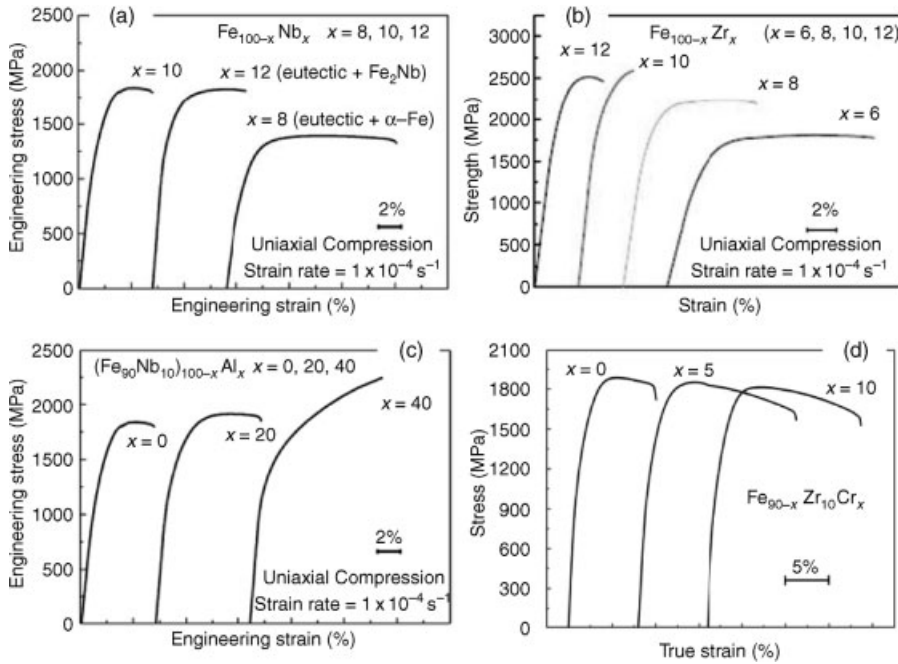 (a)
Fe₁₀₀₋ₓNbₓ x = 8, 10, 12
x = 10
x = 12 (eutectic + Fe₂Nb)
x = 8 (eutectic + α–Fe)
2%
Uniaxial Compression
Strain rate = 1 x 10⁻⁴ s⁻¹
Engineering stress (MPa)
2500
2000
1500
1000
500
0
Engineering strain (%)
(b)
Fe₁₀₀₋ₓZrₓ (x = 6, 8, 10, 12)
x = 12
x = 10
x = 8
x = 6
2%
Uniaxial Compression
Strain rate = 1 x 10⁻⁴ s⁻¹
Strength (MPa)
3000
2500
2000
1500
1000
500
0
Strain (%)
(c)
(Fe₉₀Nb₁₀)₁₀₀₋ₓAlₓ x = 0, 20, 40
x = 0
x = 20
x = 40
2%
Uniaxial Compression
Strain rate = 1 x 10⁻⁴ s⁻¹
Engineering stress (MPa)
2500
2000
1500
1000
500
0
Engineering strain (%)
(d)
x = 0
x = 5
x = 10
Fe₉₀₋ₓ Zr₁₀Crₓ
5%
Stress (MPa)
2100
1800
1500
1200
900
600
300
0
True strain (%)